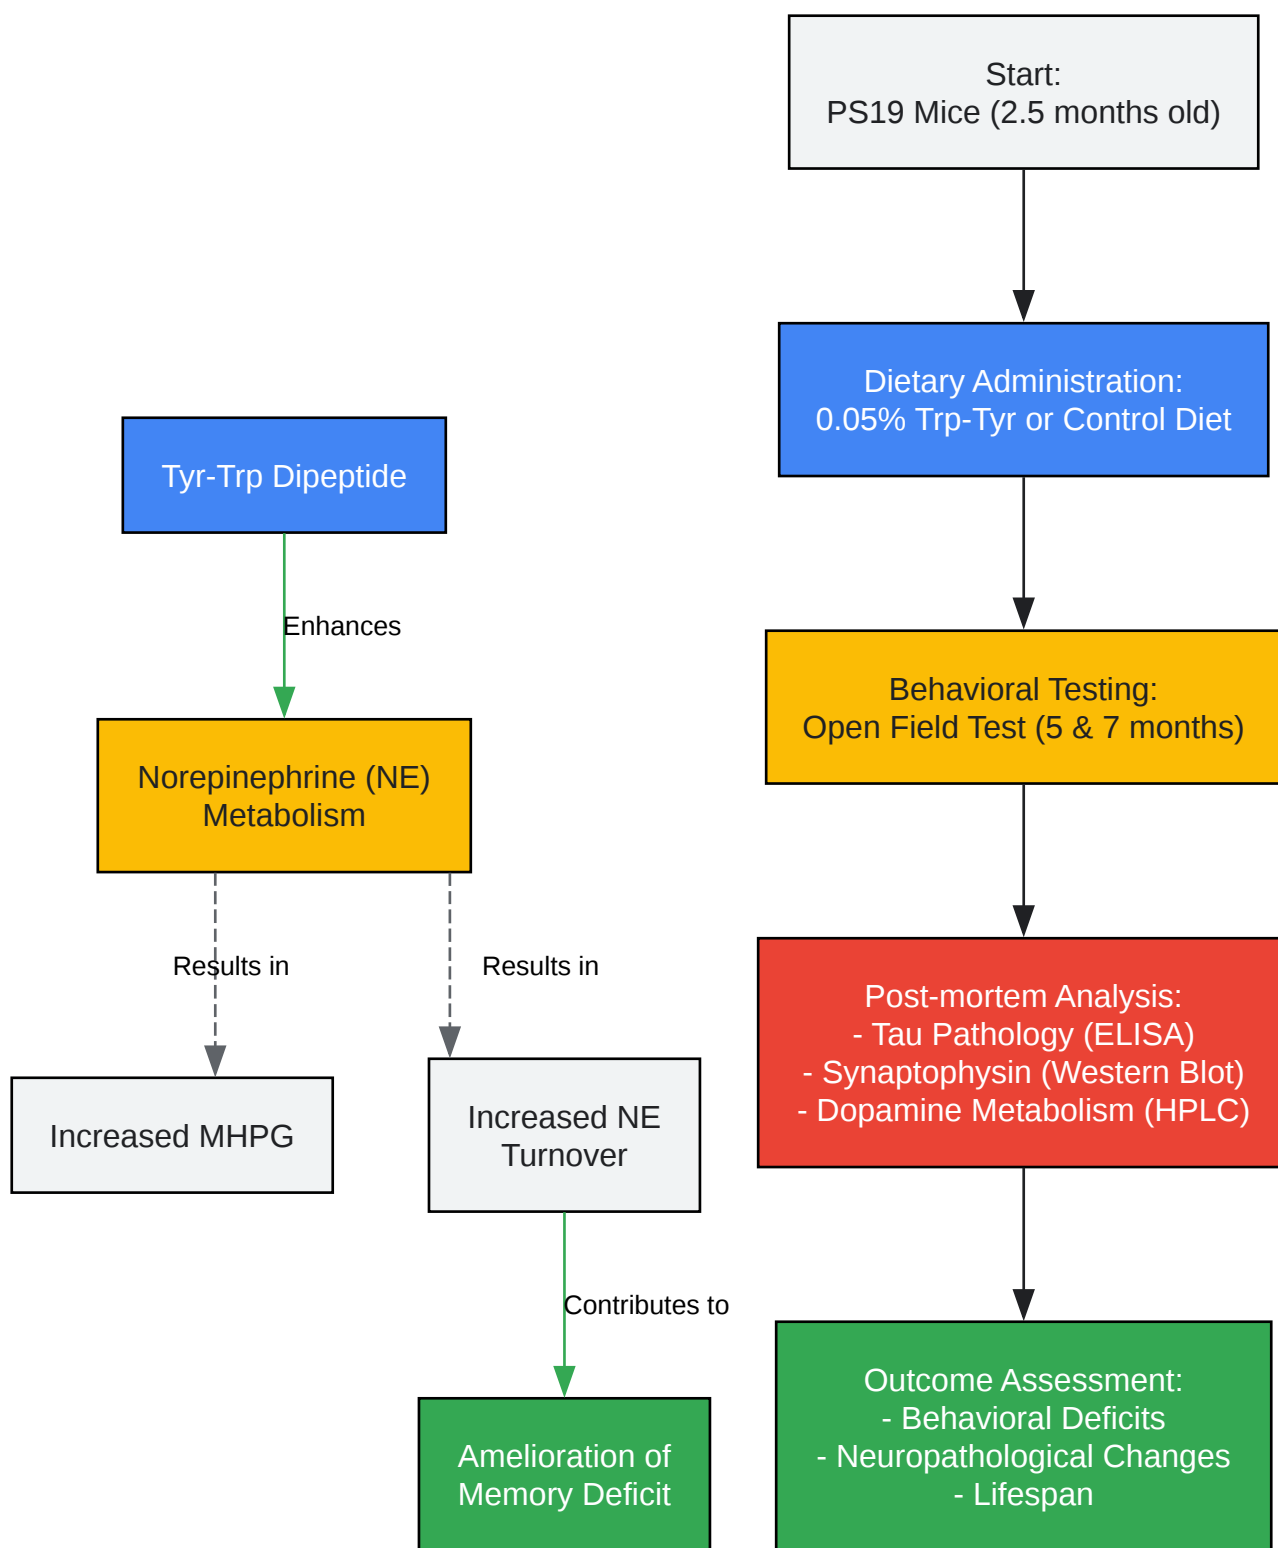 Tyr-Trp Dipeptide
Enhances
Norepinephrine (NE)
Metabolism
Results in
Results in
Increased MHPG
Increased NE
Turnover
Contributes to
Amelioration of
Memory Deficit
Start:
PS19 Mice (2.5 months old)
Dietary Administration:
0.05% Trp-Tyr or Control Diet
Behavioral Testing:
Open Field Test (5 & 7 months)
Post-mortem Analysis:
- Tau Pathology (ELISA)
- Synaptophysin (Western Blot)
- Dopamine Metabolism (HPLC)
Outcome Assessment:
- Behavioral Deficits
- Neuropathological Changes
- Lifespan